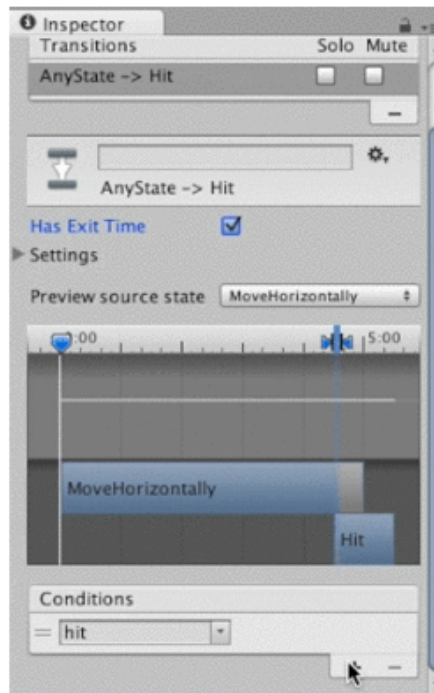 Inspector
Transitions Solo Mute
AnyState -> Hit
AnyState -> Hit
Has Exit Time
Settings
Preview source state MoveHorizontally
:00 5:00
MoveHorizontally
Hit
Conditions
hit